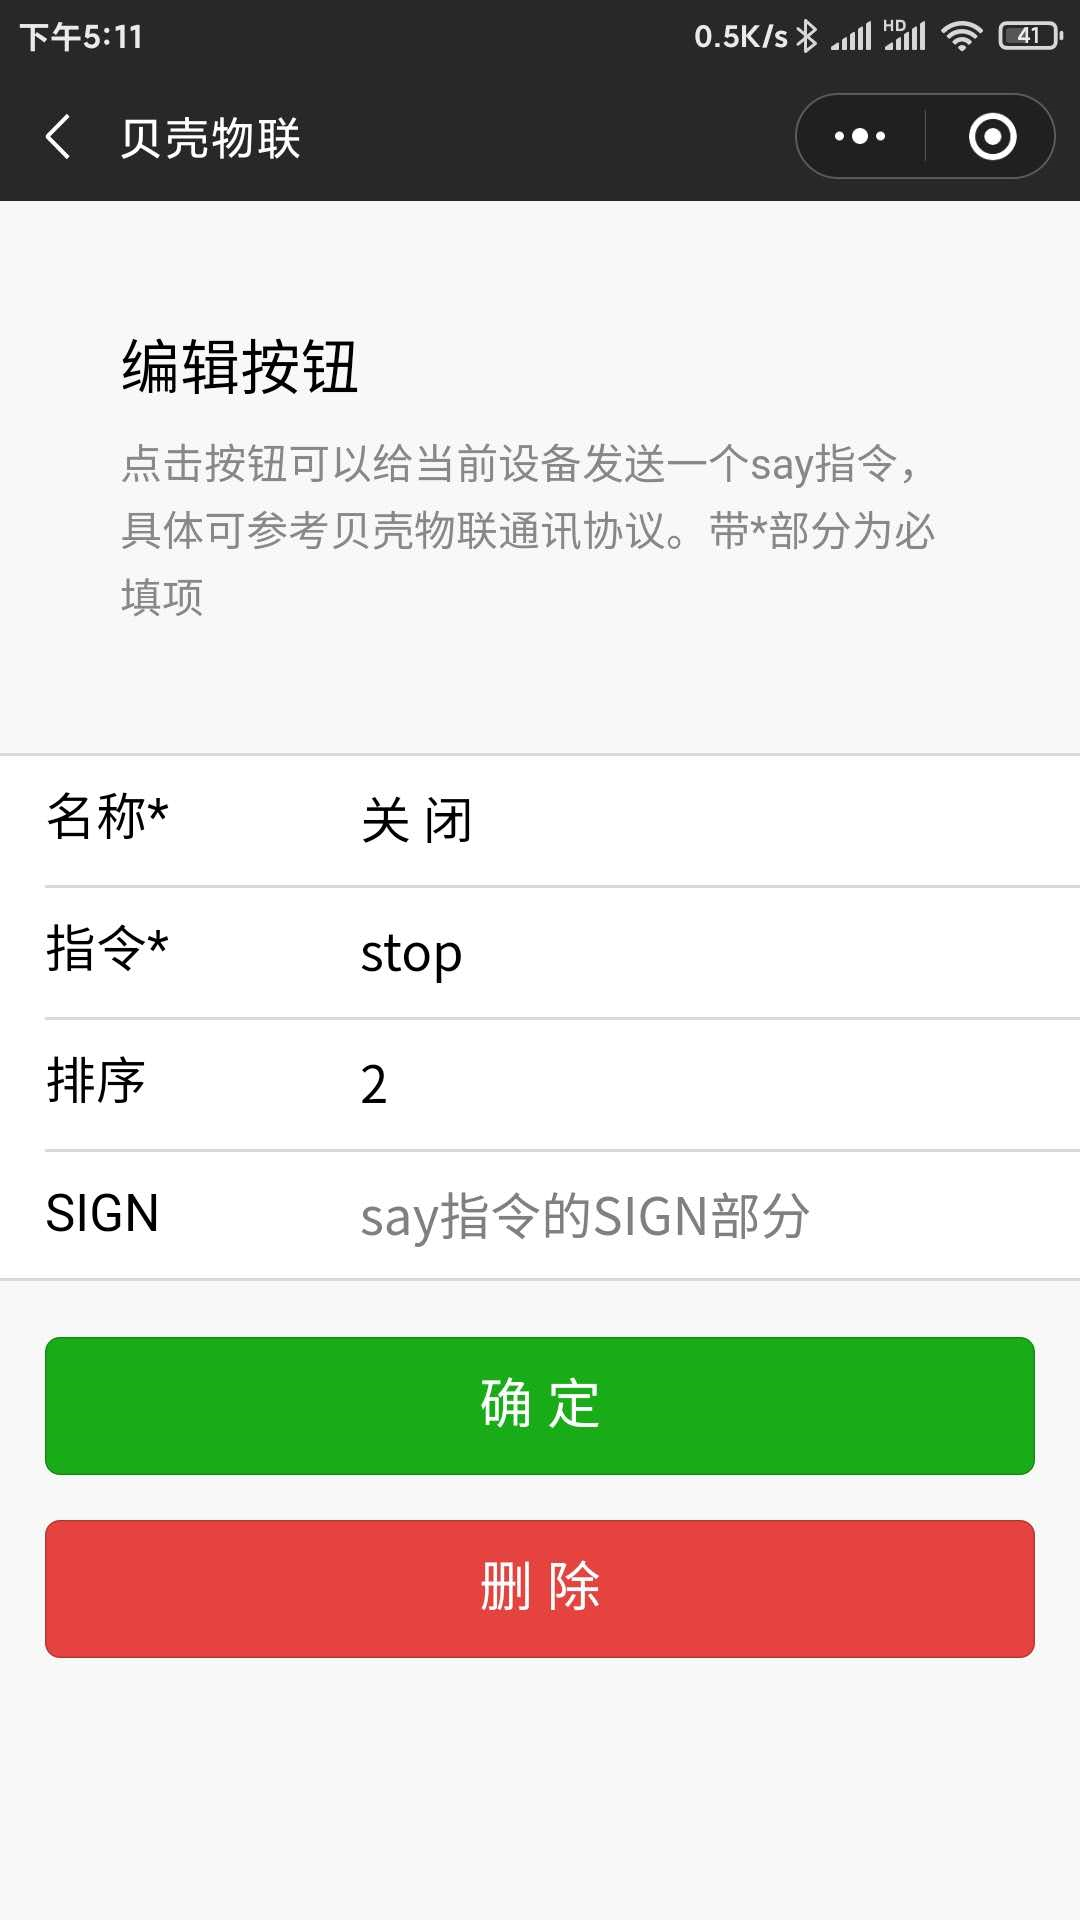 下午5:11
0.5K/s HD 41
贝壳物联
编辑按钮
点击按钮可以给当前设备发送一个say指令，
具体可参考贝壳物联通讯协议。带*部分为必
填项
名称* 关 闭
指令* stop
排序 2
SIGN say指令的SIGN部分
确 定
删 除